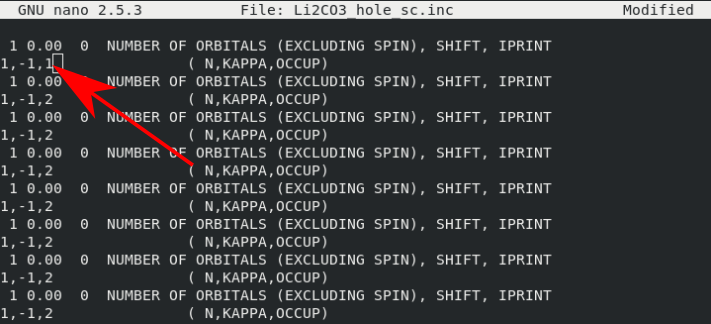 GNU nano 2.5.3 File: Li2CO3_hole_sc.inc Modified
1 0.00 0 NUMBER OF ORBITALS (EXCLUDING SPIN), SHIFT, IPRINT
1,-1,1 ( N,KAPPA,OCCUP)
1 0.00 0 NUMBER OF ORBITALS (EXCLUDING SPIN), SHIFT, IPRINT
1,-1,2 ( N,KAPPA,OCCUP)
1 0.00 0 NUMBER OF ORBITALS (EXCLUDING SPIN), SHIFT, IPRINT
1,-1,2 ( N,KAPPA,OCCUP)
1 0.00 0 NUMBER OF ORBITALS (EXCLUDING SPIN), SHIFT, IPRINT
1,-1,2 ( N,KAPPA,OCCUP)
1 0.00 0 NUMBER OF ORBITALS (EXCLUDING SPIN), SHIFT, IPRINT
1,-1,2 ( N,KAPPA,OCCUP)
1 0.00 0 NUMBER OF ORBITALS (EXCLUDING SPIN), SHIFT, IPRINT
1,-1,2 ( N,KAPPA,OCCUP)
1 0.00 0 NUMBER OF ORBITALS (EXCLUDING SPIN), SHIFT, IPRINT
1,-1,2 ( N,KAPPA,OCCUP)
1 0.00 0 NUMBER OF ORBITALS (EXCLUDING SPIN), SHIFT, IPRINT
1,-1,2 ( N,KAPPA,OCCUP)